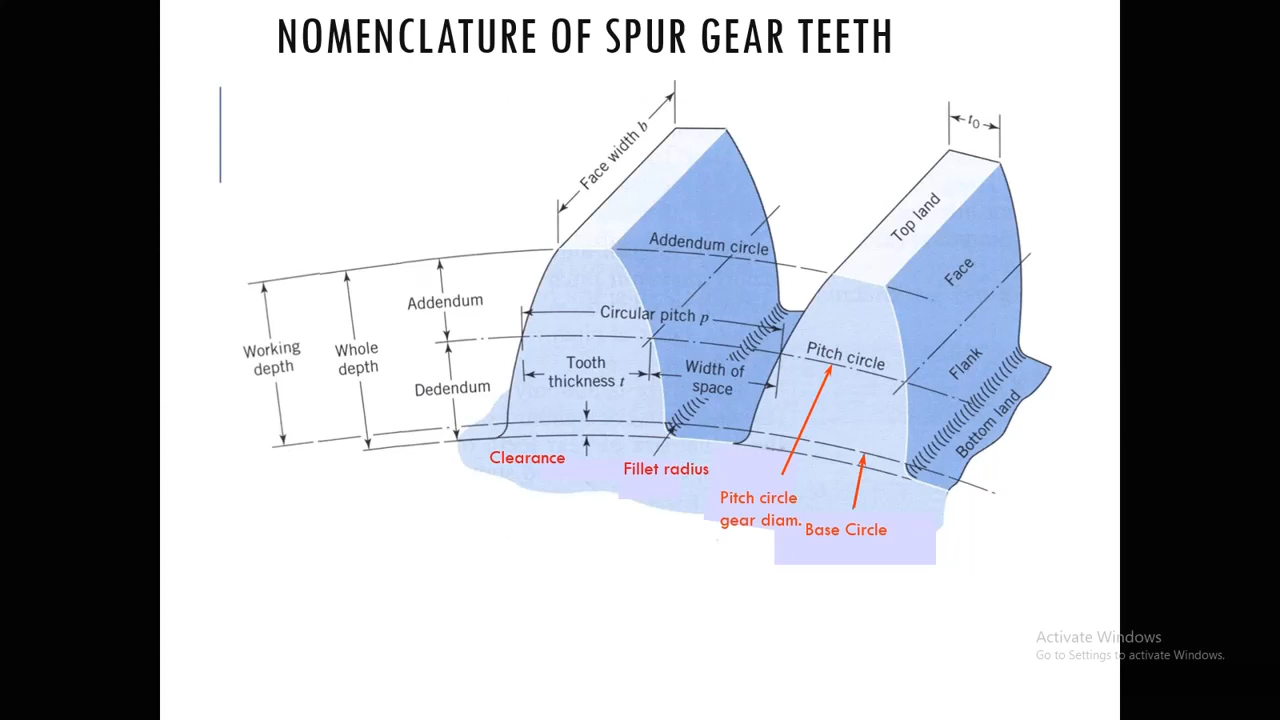 NOMENCLATURE OF SPUR GEAR TEETH
Face width b
t0
Top land
Addendum circle
Face
Addendum
Circular pitch p
Working
depth
Whole
depth
Pitch circle
Tooth
thickness t
Width of
space
Flank
Dedendum
Bottom land
Clearance
Fillet radius
Pitch circle
gear diam.
Base Circle
Activate Windows
Go to Settings to activate Windows.